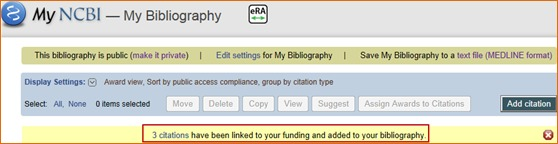 My NCBI — My Bibliography eRA
This bibliography is public (make it private) | Edit settings for My Bibliography | Save My Bibliography to a text file (MEDLINE format)
Display Settings: Award view, Sort by public access compliance, group by citation type
Select: All, None 0 items selected Move Delete Copy View Suggest Assign Awards to Citations Add citation
3 citations have been linked to your funding and added to your bibliography.